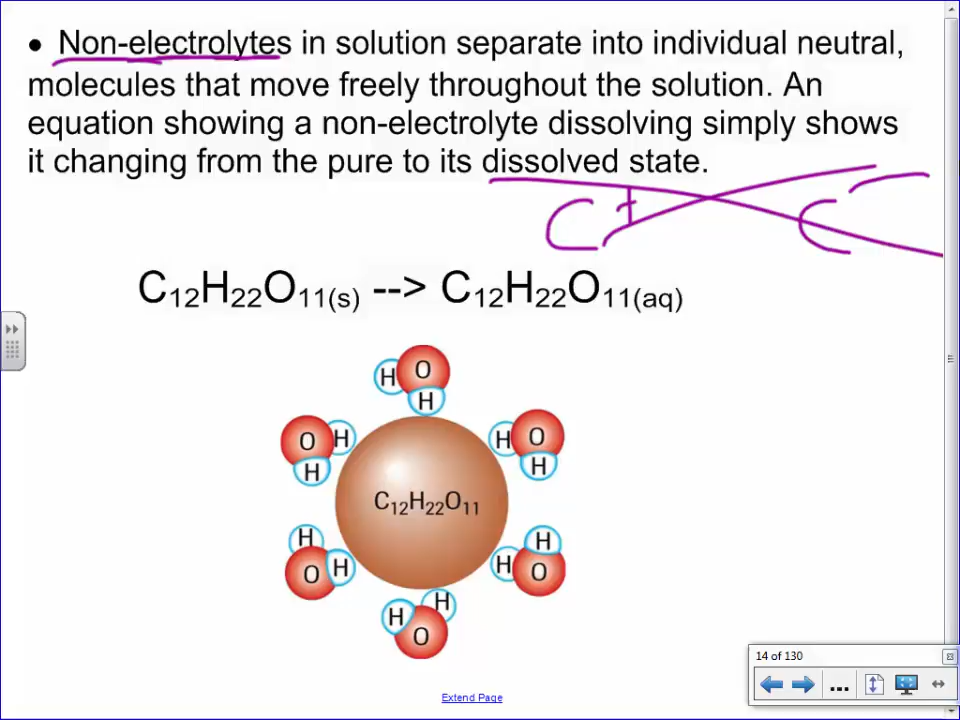 • Non-electrolytes in solution separate into individual neutral,
molecules that move freely throughout the solution. An
equation showing a non-electrolyte dissolving simply shows
it changing from the pure to its dissolved state.
C⁺ C⁻
C₁₂H₂₂O₁₁₍s₎ --> C₁₂H₂₂O₁₁₍aq₎
H O
H
O H
H
H O
H
C₁₂H₂₂O₁₁
H
O H
H
H O
H H
O
14 of 130
...
Extend Page